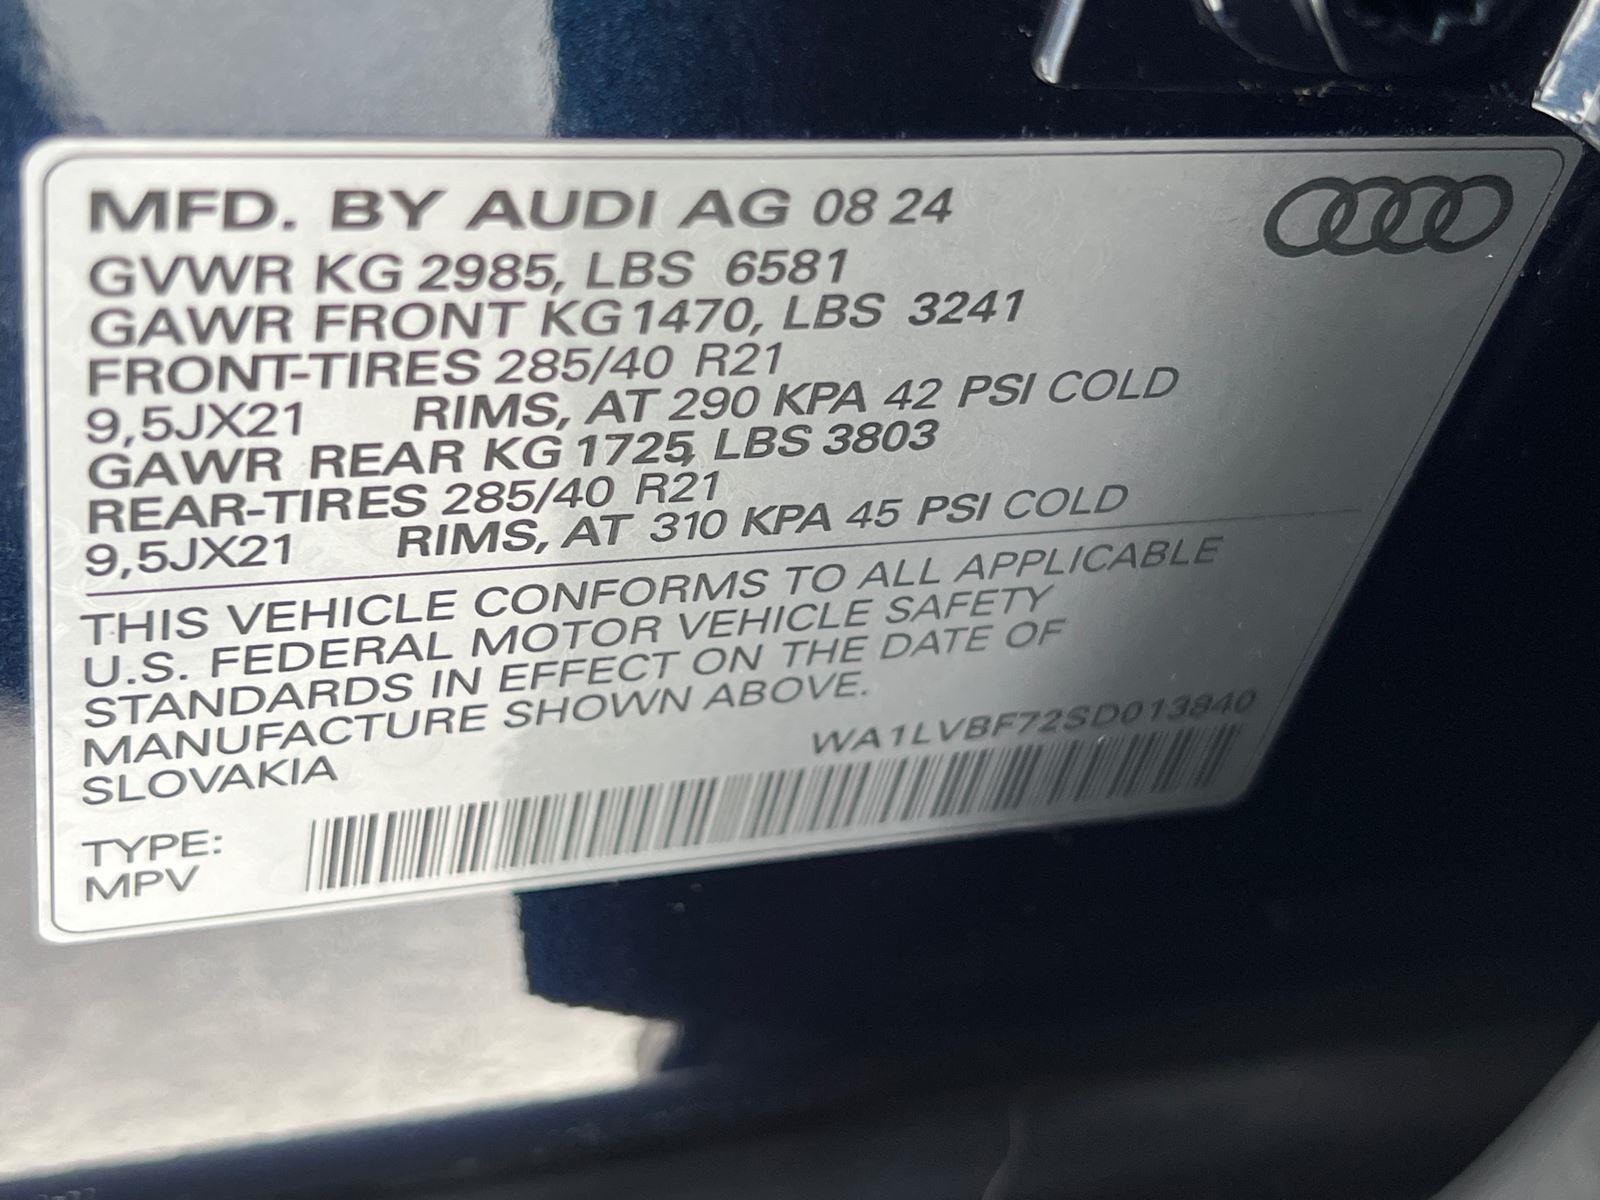 MFD. BY AUDI AG 08 24
GVWR KG 2985, LBS 6581
GAWR FRONT KG 1470, LBS 3241
FRONT-TIRES 285/40 R21
9,5JX21 RIMS, AT 290 KPA 42 PSI COLD
GAWR REAR KG 1725, LBS 3803
REAR-TIRES 285/40 R21
9,5JX21 RIMS, AT 310 KPA 45 PSI COLD
THIS VEHICLE CONFORMS TO ALL APPLICABLE
U.S. FEDERAL MOTOR VEHICLE SAFETY
STANDARDS IN EFFECT ON THE DATE OF
MANUFACTURE SHOWN ABOVE.
SLOVAKIA
WA1LVBF72SD013840
TYPE:
MPV